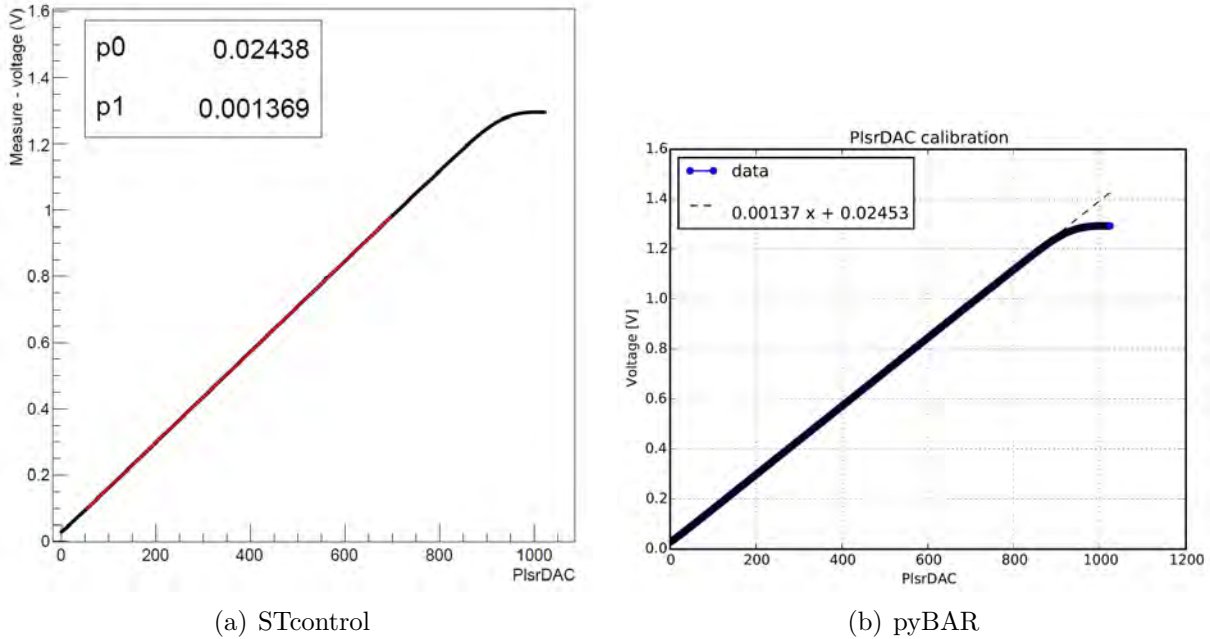 Measure - voltage (V)
1.6
1.4
1.2
1
0.8
0.6
0.4
0.2
0
p0 0.02438
p1 0.001369
0 200 400 600 800 1000
PlsrDAC
(a) STcontrol
PlsrDAC calibration
Voltage [V]
1.6
1.4
1.2
1.0
0.8
0.6
0.4
0.2
0.0
data
0.00137 x + 0.02453
0 200 400 600 800 1000 1200
PlsrDAC
(b) pyBAR